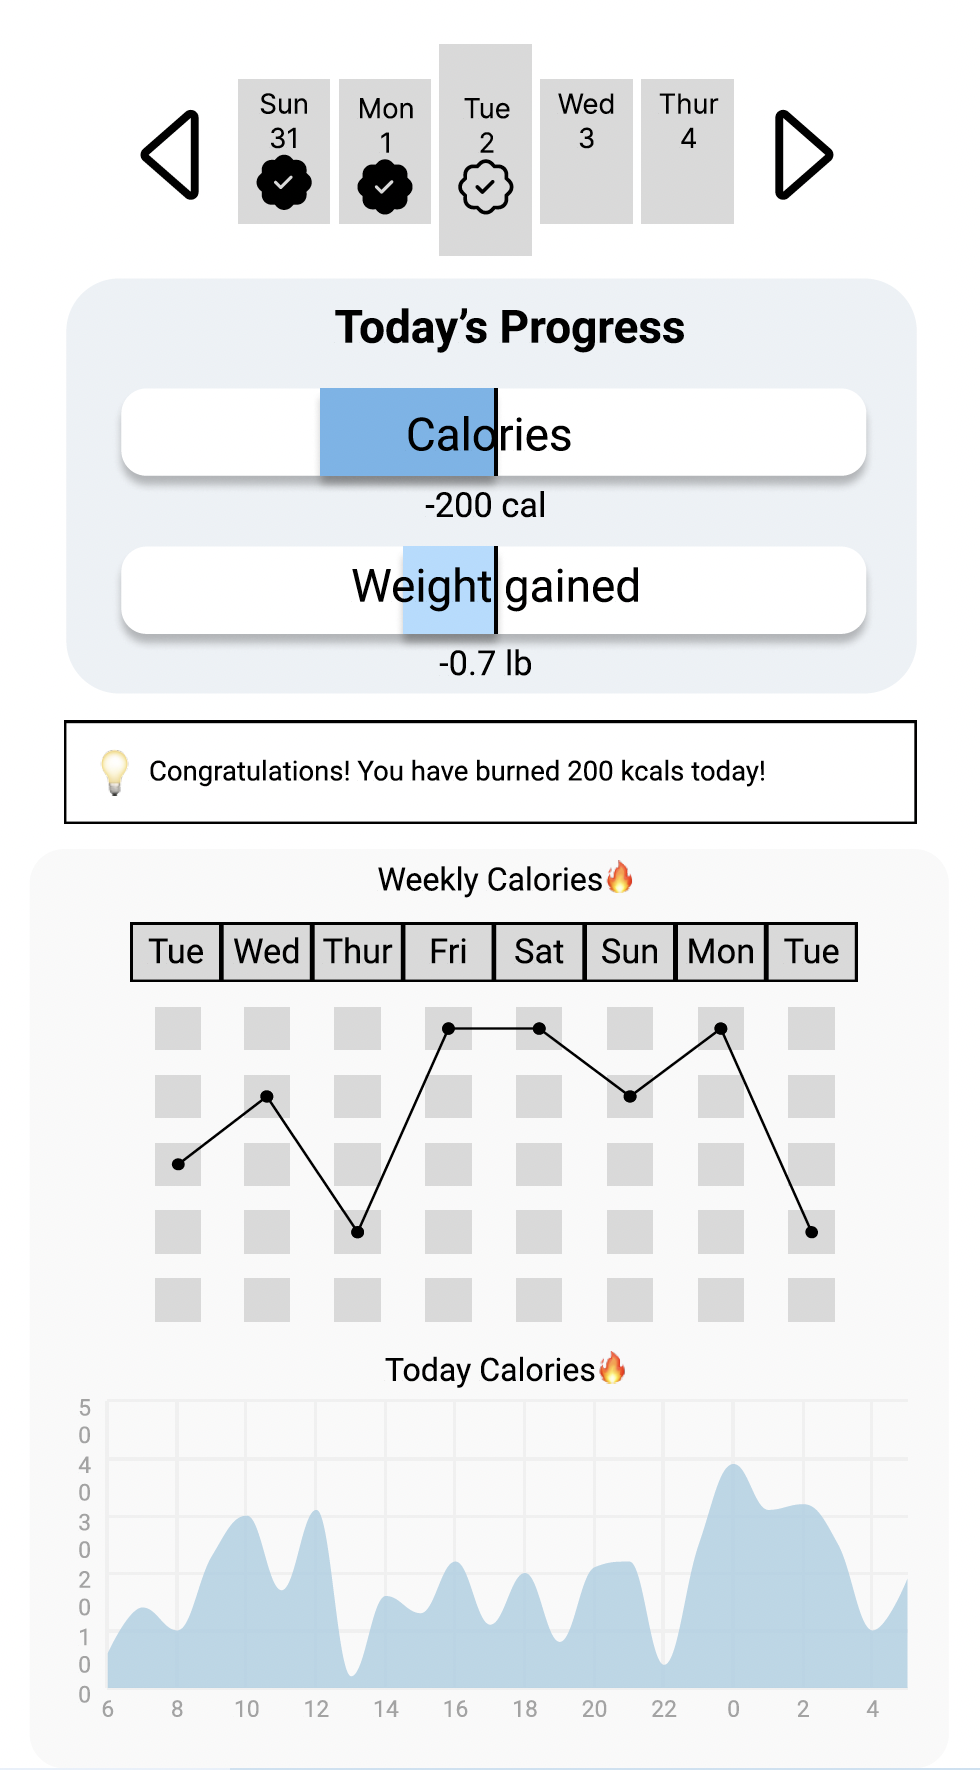 Sun Mon Tue Wed Thur
31 1 2 3 4
Today’s Progress
Calories
-200 cal
Weight gained
-0.7 lb
Congratulations! You have burned 200 kcals today!
Weekly Calories🔥
Tue Wed Thur Fri Sat Sun Mon Tue
Today Calories🔥
50
40
30
20
10
0
6 8 10 12 14 16 18 20 22 0 2 4